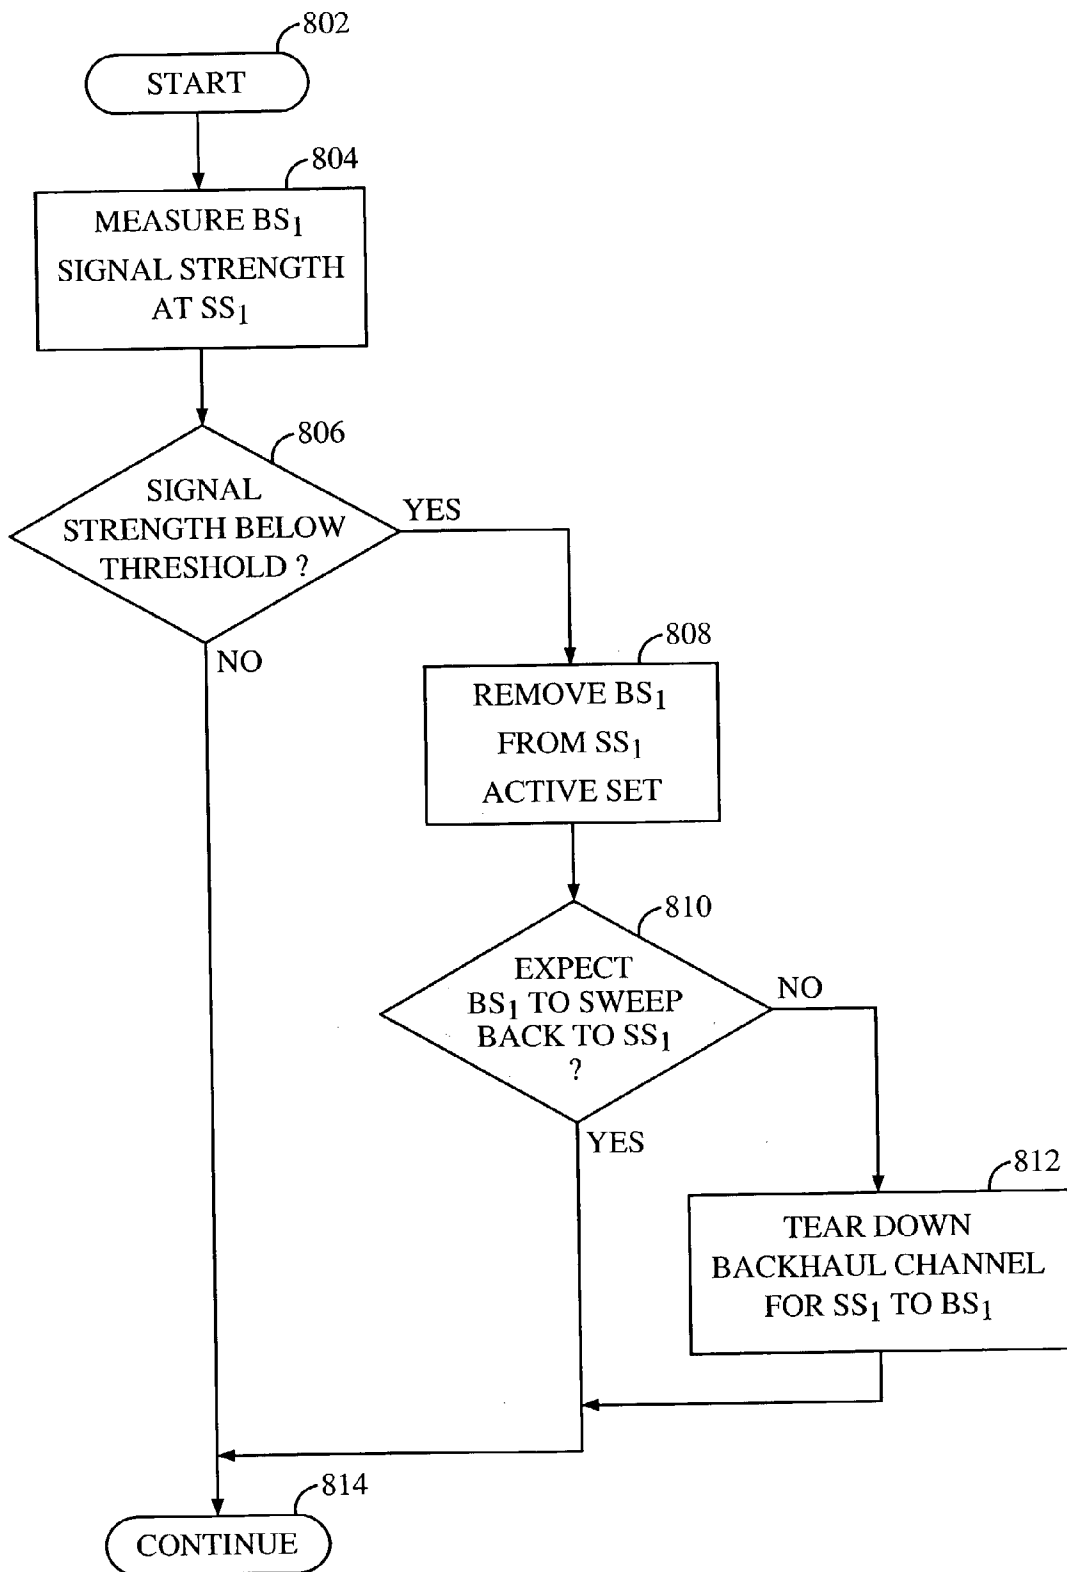 802
START
804
MEASURE BS1
SIGNAL STRENGTH
AT SS1
806
SIGNAL
STRENGTH BELOW
THRESHOLD ?
YES
NO
808
REMOVE BS1
FROM SS1
ACTIVE SET
810
EXPECT
BS1 TO SWEEP
BACK TO SS1
?
NO
YES
812
TEAR DOWN
BACKHAUL CHANNEL
FOR SS1 TO BS1
814
CONTINUE